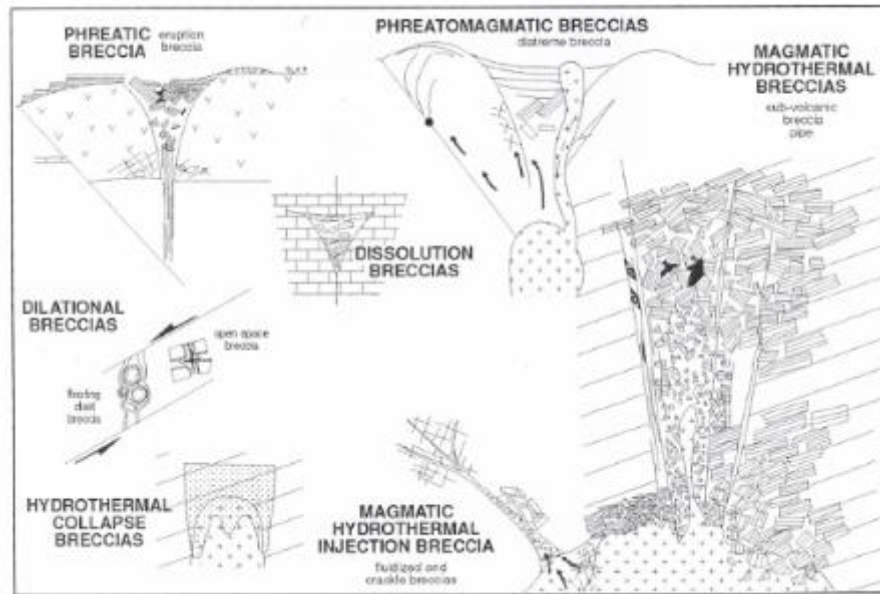 PHREATIC
BRECCIA
eruption
breccia
PHREATOMAGMATIC BRECCIAS
diatreme breccia
MAGMATIC
HYDROTHERMAL
BRECCIAS
sub-volcanic
breccia
pipe
DISSOLUTION
BRECCIAS
DILATIONAL
BRECCIAS
open space
breccia
floating
clast
breccia
HYDROTHERMAL
COLLAPSE
BRECCIAS
MAGMATIC
HYDROTHERMAL
INJECTION BRECCIA
fluidized and
crackle breccias